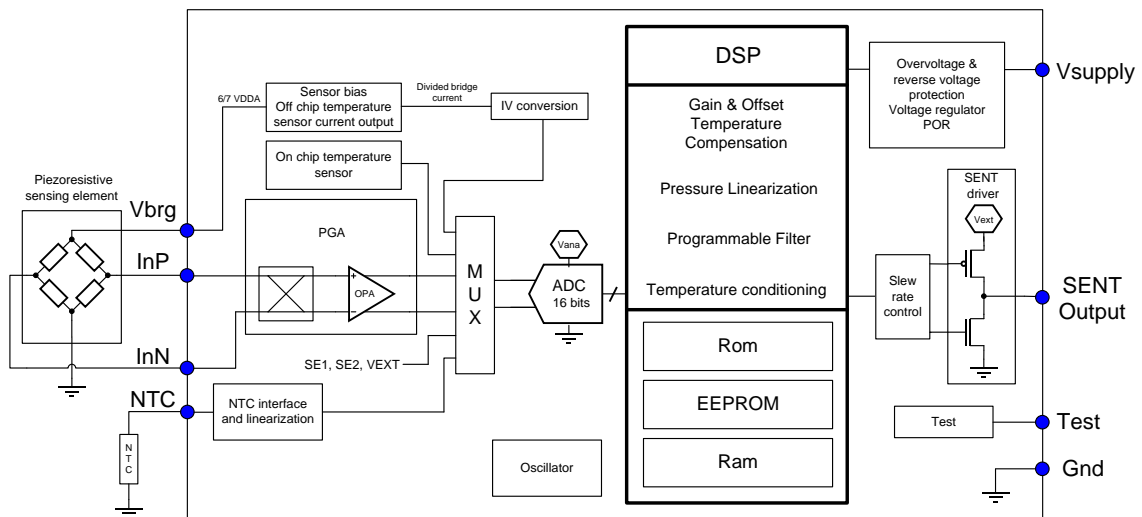 DSP
Gain & Offset
Temperature
Compensation
Pressure Linearization
Programmable Filter
Temperature conditioning
Rom
EEPROM
Ram
Overvoltage &
reverse voltage
protection
Voltage regulator
POR
Vsupply
6/7 VDDA
Sensor bias
Off chip temperature
sensor current output
Divided bridge
current
IV conversion
On chip temperature
sensor
Piezoresistive
sensing element
Vbrg
InP
InN
NTC
PGA
+
OPA
−
M
U
X
Vana
ADC
16 bits
SE1, SE2, VEXT
NTC interface
and linearization
N
T
C
Oscillator
SENT
driver
Vext
Slew
rate
control
SENT
Output
Test
Test
Gnd